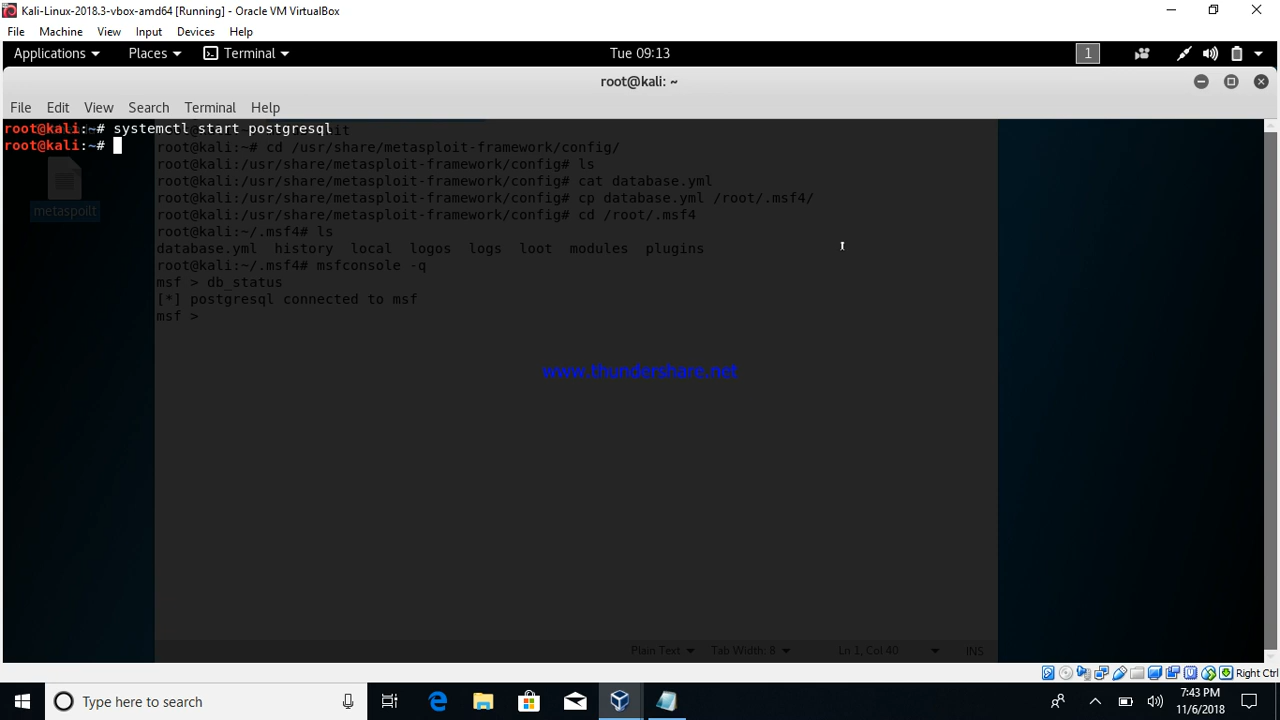 Kali-Linux-2018.3-vbox-amd64 [Running] - Oracle VM VirtualBox
File Machine View Input Devices Help
Applications Places Terminal Tue 09:13 1
root@kali: ~
File Edit View Search Terminal Help
root@kali:~# systemctl start postgresql
root@kali:~#
root@kali:~# cd /usr/share/metasploit-framework/config/
root@kali:/usr/share/metasploit-framework/config# ls
root@kali:/usr/share/metasploit-framework/config# cat database.yml
root@kali:/usr/share/metasploit-framework/config# cp database.yml /root/.msf4/
root@kali:/usr/share/metasploit-framework/config# cd /root/.msf4
root@kali:~/.msf4# ls
database.yml history local logos logs loot modules plugins
root@kali:~/.msf4# msfconsole -q
msf > db_status
[*] postgresql connected to msf
msf >
metaspoilt
www.thundershare.net
Plain Text Tab Width: 8 Ln 1, Col 40 INS
Right Ctrl
Type here to search
7:43 PM
11/6/2018